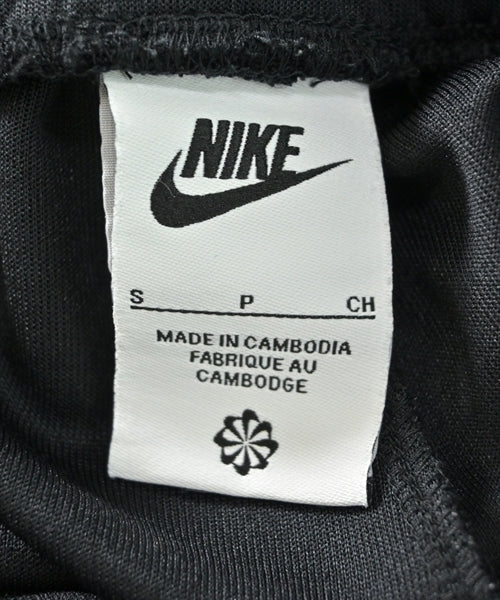 NIKE
S P CH
MADE IN CAMBODIA
FABRIQUE AU
CAMBODGE